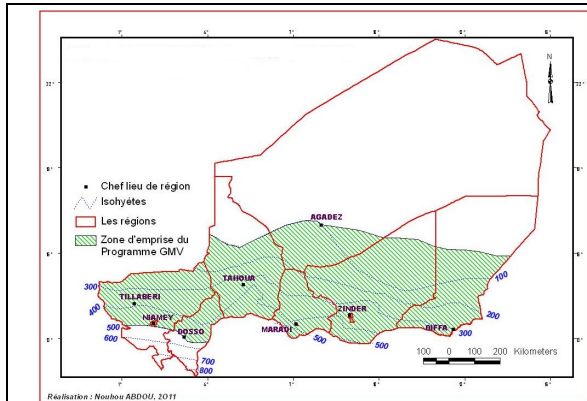 N
Chef lieu de région
Isohyétes
Les régions
Zone d'emprise du
Programme GMV
AGADEZ
TAHOUA
TILLABERI
NIAMEY
DOSSO
MARADI
ZINDER
DIFFA
300
400
500
600
700
800
500
500
300
200
100
100 0 100 200 Kilometers
Réalisation : Nouhou ABDOU, 2011